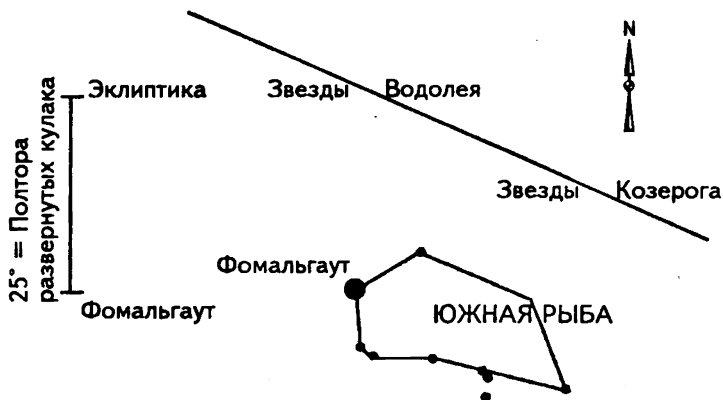 N
Эклиптика
Звезды Водолея
25° = Полтора
развернутых кулака
Звезды Козерога
Фомальгаут
Фомальгаут
ЮЖНАЯ РЫБА